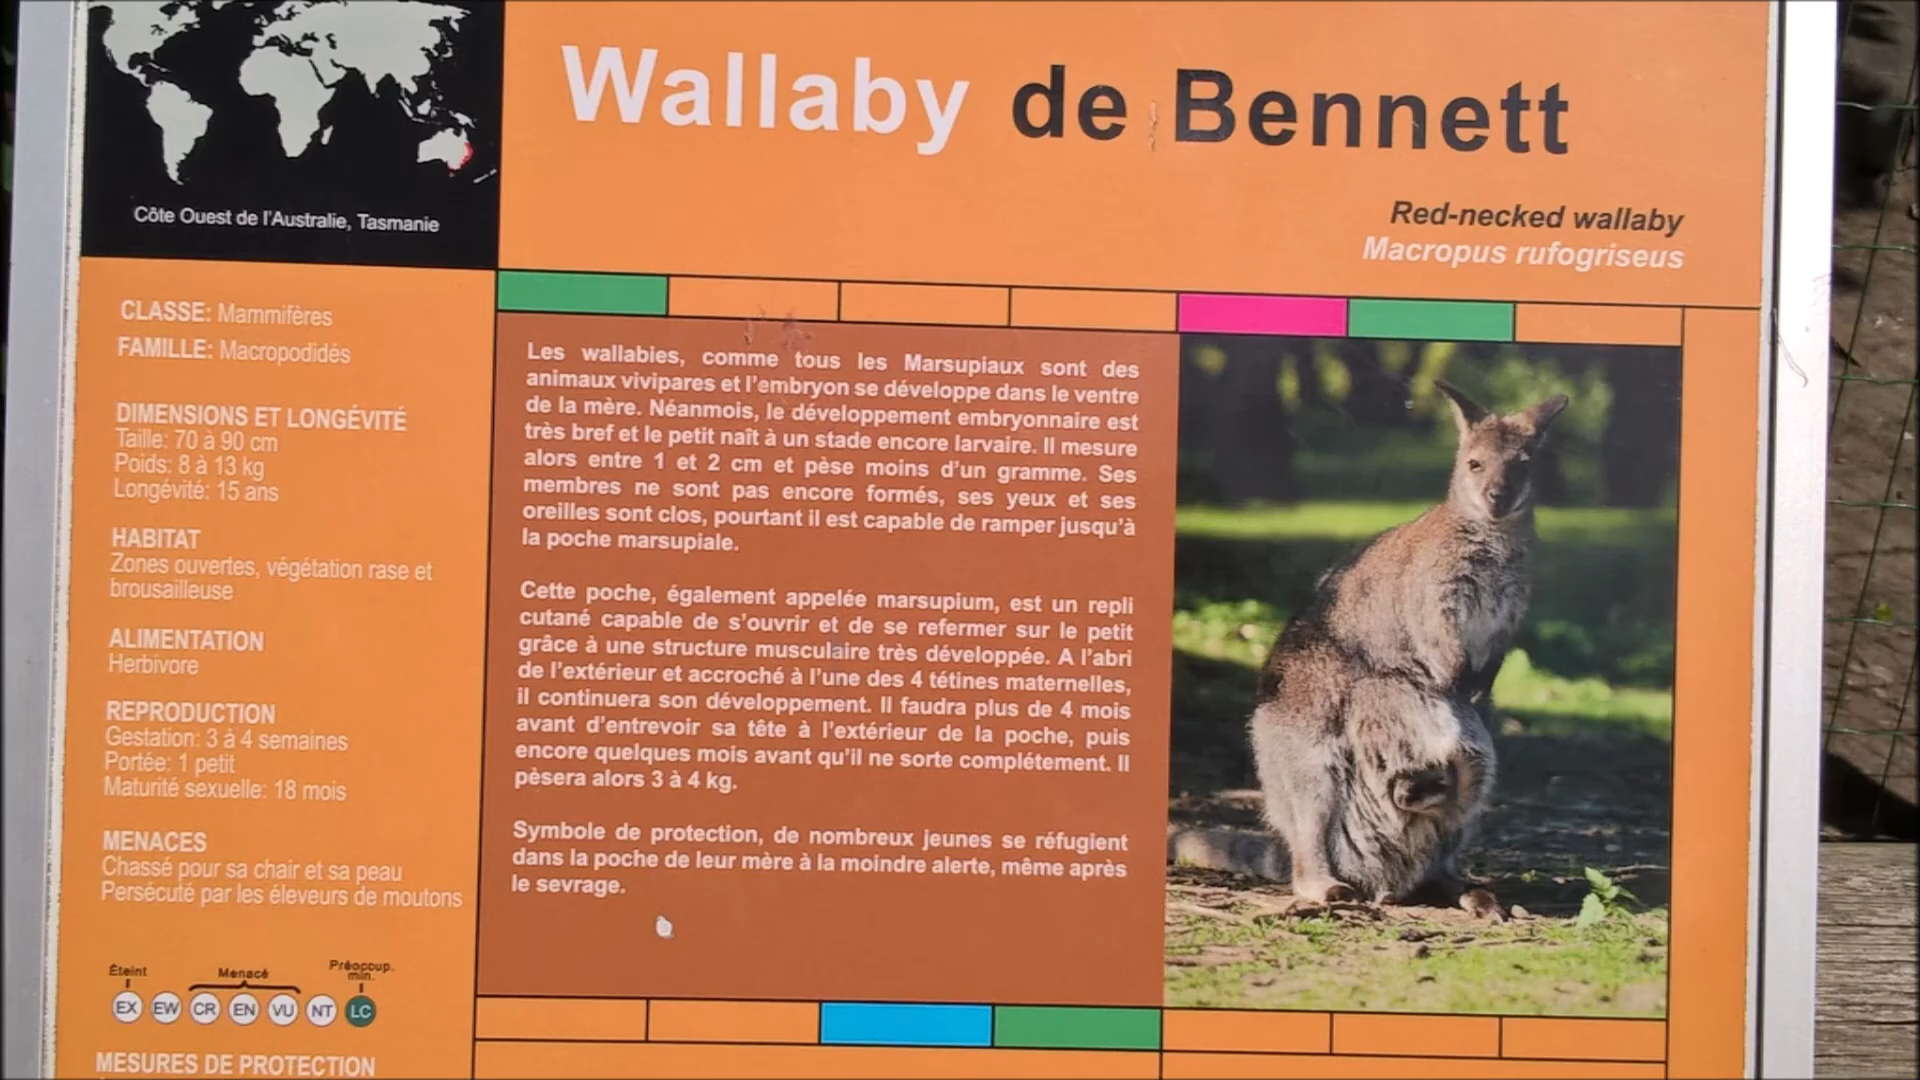 Wallaby de Bennett
Red-necked wallaby
Macropus rufogriseus
Côte Ouest de l'Australie, Tasmanie
CLASSE: Mammifères
FAMILLE: Macropodidés
DIMENSIONS ET LONGÉVITÉ
Taille: 70 à 90 cm
Poids: 8 à 13 kg
Longévité: 15 ans
HABITAT
Zones ouvertes, végétation rase et
brousailleuse
ALIMENTATION
Herbivore
REPRODUCTION
Gestation: 3 à 4 semaines
Portée: 1 petit
Maturité sexuelle: 18 mois
MENACES
Chassé pour sa chair et sa peau
Persécuté par les éleveurs de moutons
Éteint Menacé Préoccup.
min.
EX EW CR EN VU NT LC
MESURES DE PROTECTION
Les wallabies, comme tous les Marsupiaux sont des
animaux vivipares et l'embryon se développe dans le ventre
de la mère. Néanmois, le développement embryonnaire est
très bref et le petit naît à un stade encore larvaire. Il mesure
alors entre 1 et 2 cm et pèse moins d'un gramme. Ses
membres ne sont pas encore formés, ses yeux et ses
oreilles sont clos, pourtant il est capable de ramper jusqu'à
la poche marsupiale.
Cette poche, également appelée marsupium, est un repli
cutané capable de s'ouvrir et de se refermer sur le petit
grâce à une structure musculaire très développée. A l'abri
de l'extérieur et accroché à l'une des 4 tétines maternelles,
il continuera son développement. Il faudra plus de 4 mois
avant d'entrevoir sa tête à l'extérieur de la poche, puis
encore quelques mois avant qu'il ne sorte complétement. Il
pèsera alors 3 à 4 kg.
Symbole de protection, de nombreux jeunes se réfugient
dans la poche de leur mère à la moindre alerte, même après
le sevrage.